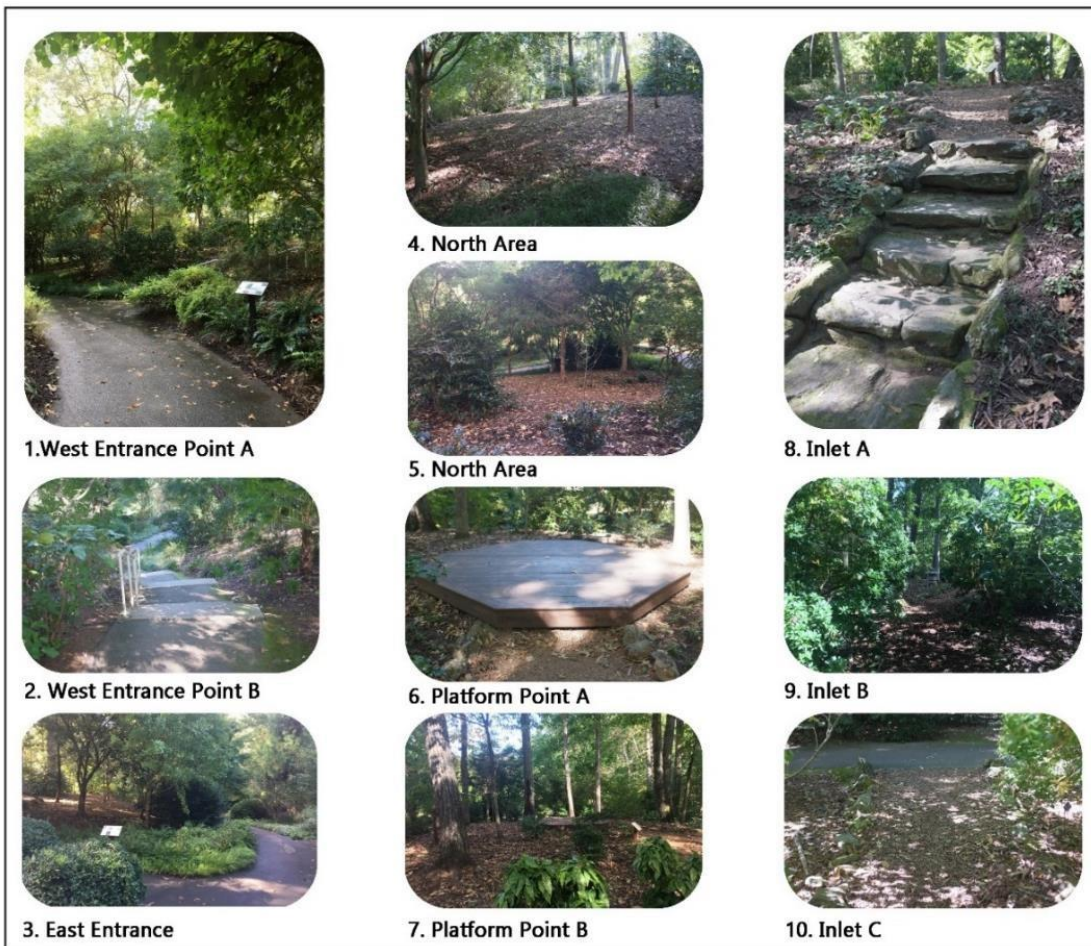 1.West Entrance Point A
2. West Entrance Point B
3. East Entrance
4. North Area
5. North Area
6. Platform Point A
7. Platform Point B
8. Inlet A
9. Inlet B
10. Inlet C